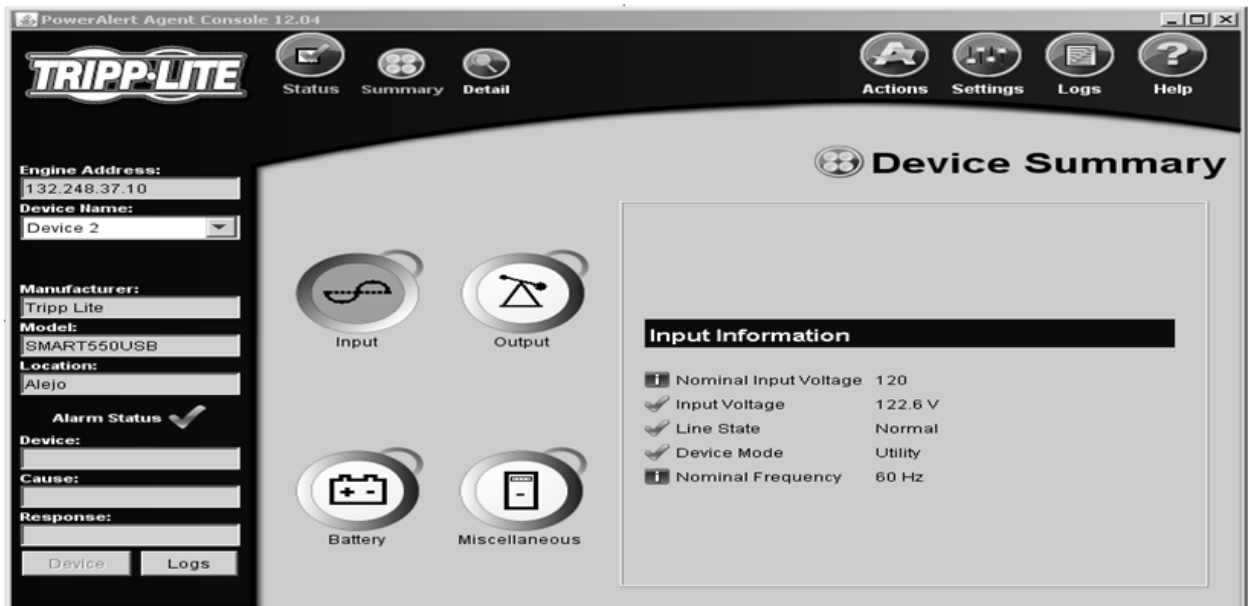 PowerAlert Agent Console 12.04
TRIPP·LITE
Status
Summary
Detail
Actions
Settings
Logs
Help
Device Summary
Engine Address:
132.248.37.10
Device Name:
Device 2
Manufacturer:
Tripp Lite
Model:
SMART550USB
Location:
Alejo
Alarm Status
Device:
Cause:
Response:
Device
Logs
Input
Output
Battery
Miscellaneous
Input Information
Nominal Input Voltage 120
Input Voltage 122.6 V
Line State Normal
Device Mode Utility
Nominal Frequency 60 Hz